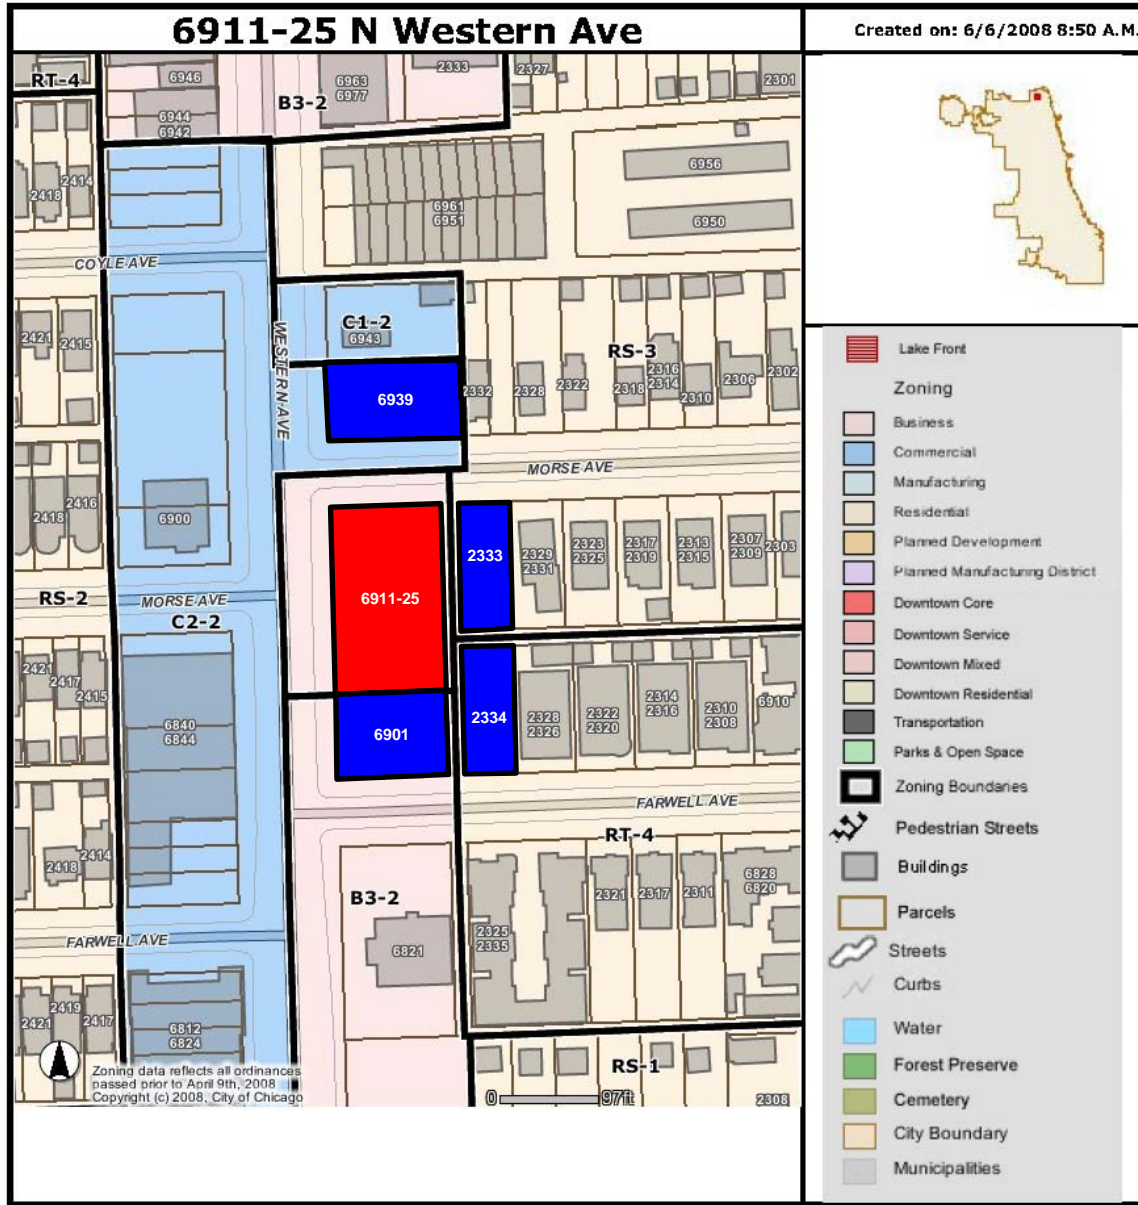 6911-25 N Western Ave
Created on: 6/6/2008 8:50 A.M.
RT-4
6946
6944
6942
B3-2
6963
6977
2333
2327
2301
2418
2414
6961
6951
6956
6950
COYLE AVE
WESTERN AVE
C1-2
6943
RS-3
2421
2415
6939
2332
2328
2322
2318
2316
2314
2310
2306
2302
MORSE AVE
2418
2416
6900
6911-25
2333
2329
2331
2323
2325
2317
2319
2313
2315
2307
2309
2303
RS-2
MORSE AVE
C2-2
2421
2417
2415
6840
6844
6901
2334
2328
2326
2322
2320
2314
2316
2310
2308
6910
FARWELL AVE
RT-4
2418
2414
B3-2
6821
2325
2335
2321
2317
2311
6828
6820
FARWELL AVE
2421
2419
2417
6812
6824
RS-1
2308
Zoning data reflects all ordinances
passed prior to April 9th, 2008
Copyright (c) 2008, City of Chicago
0 97ft
Lake Front
Zoning
Business
Commercial
Manufacturing
Residential
Planned Development
Planned Manufacturing District
Downtown Core
Downtown Service
Downtown Mixed
Downtown Residential
Transportation
Parks & Open Space
Zoning Boundaries
Pedestrian Streets
Buildings
Parcels
Streets
Curbs
Water
Forest Preserve
Cemetery
City Boundary
Municipalities